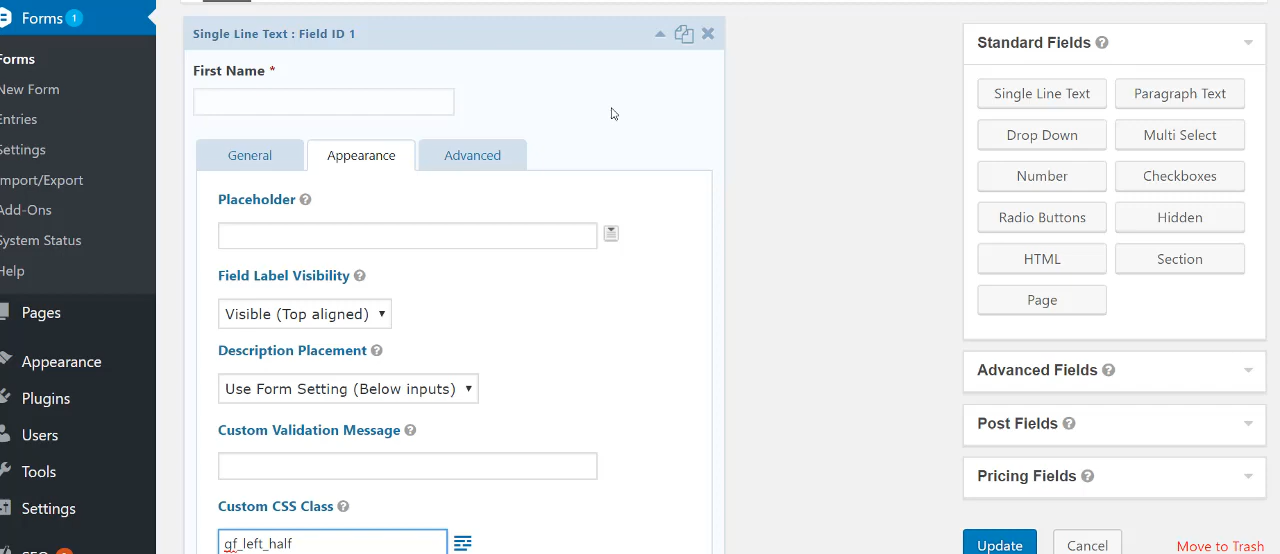 Forms 1
Forms
New Form
Entries
Settings
Import/Export
Add-Ons
System Status
Help
Pages
Appearance
Plugins
Users
Tools
Settings
SEO
Single Line Text : Field ID 1
First Name *
General
Appearance
Advanced
Placeholder
Field Label Visibility
Visible (Top aligned)
Description Placement
Use Form Setting (Below inputs)
Custom Validation Message
Custom CSS Class
gf_left_half
Standard Fields
Single Line Text
Paragraph Text
Drop Down
Multi Select
Number
Checkboxes
Radio Buttons
Hidden
HTML
Section
Page
Advanced Fields
Post Fields
Pricing Fields
Update
Cancel
Move to Trash